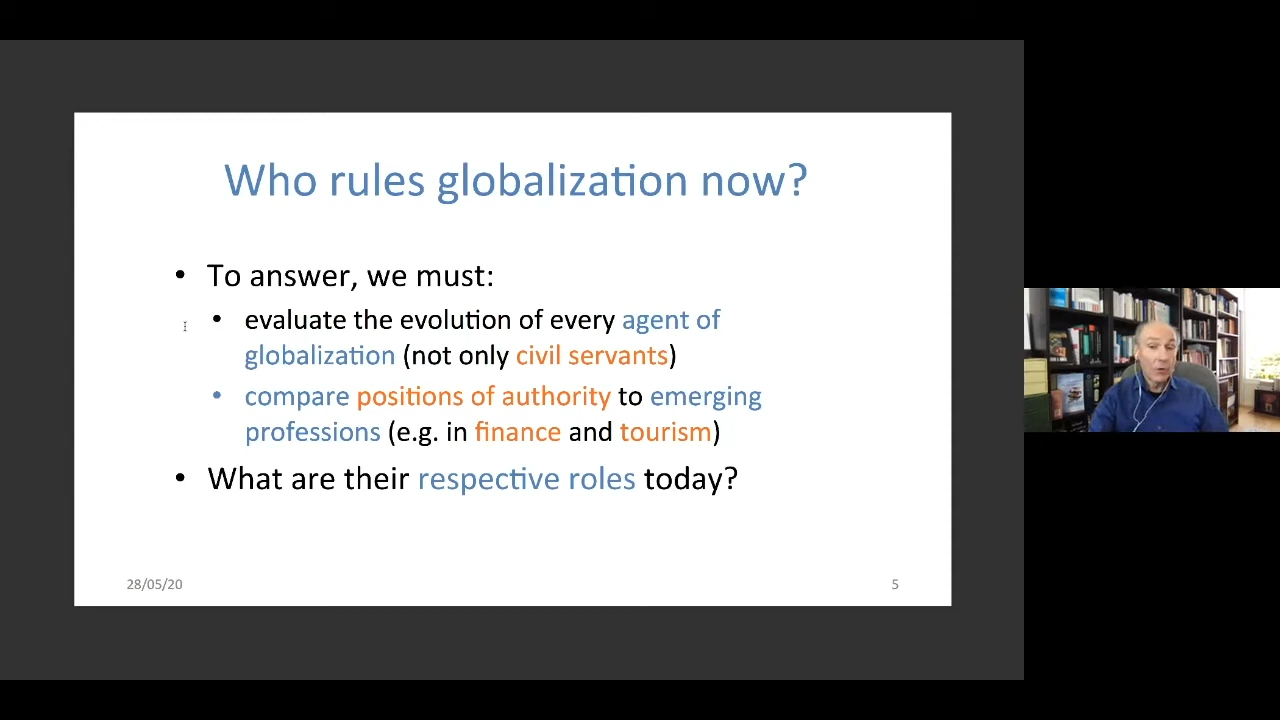 Who rules globalization now?
• To answer, we must:
• evaluate the evolution of every agent of
globalization (not only civil servants)
• compare positions of authority to emerging
professions (e.g. in finance and tourism)
• What are their respective roles today?
28/05/20
5